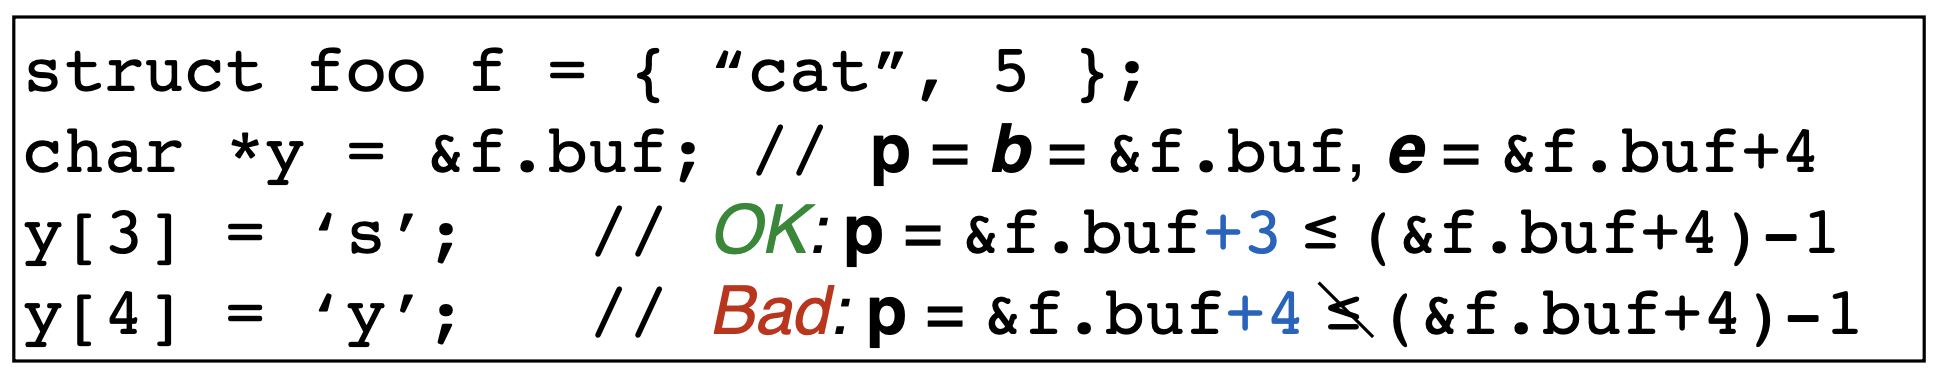 struct foo f = { “cat”, 5 };
char *y = &f.buf; // p = b = &f.buf, e = &f.buf+4
y[3] = ‘s’; // OK: p = &f.buf+3 ≤ (&f.buf+4)-1
y[4] = ‘y’; // Bad: p = &f.buf+4 ≰ (&f.buf+4)-1